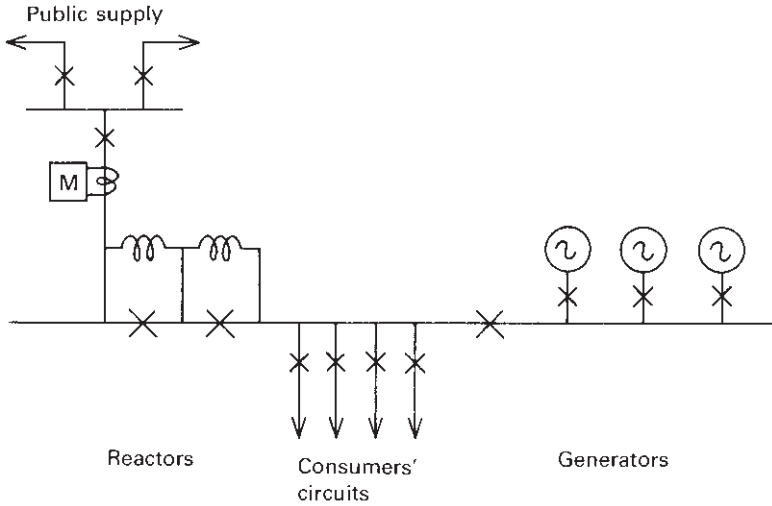 Public supply
M
Reactors
Consumers'
circuits
Generators